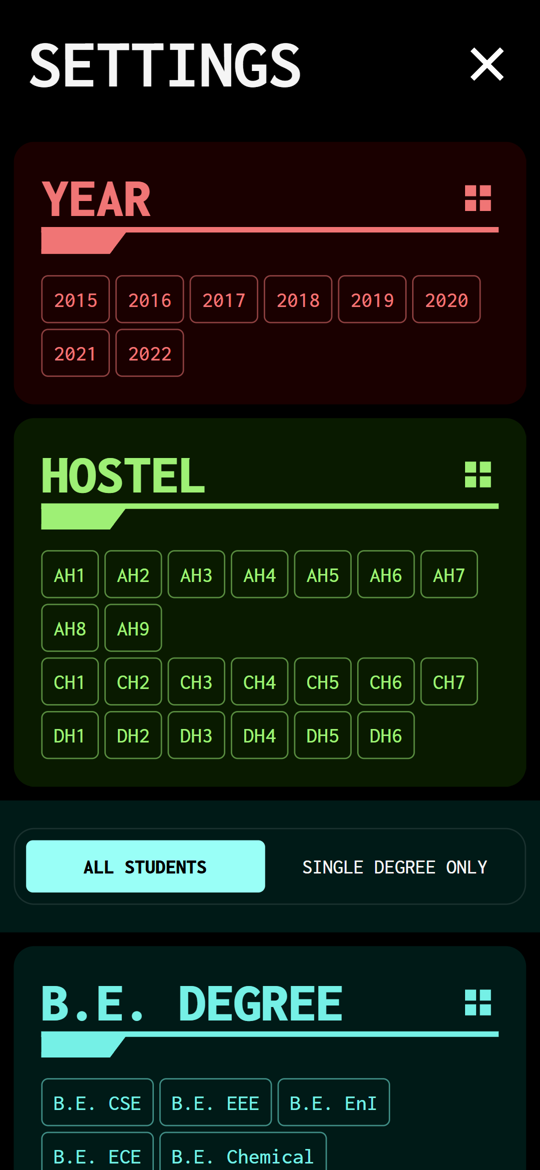 SETTINGS
YEAR
2015 2016 2017 2018 2019 2020
2021 2022
HOSTEL
AH1 AH2 AH3 AH4 AH5 AH6 AH7
AH8 AH9
CH1 CH2 CH3 CH4 CH5 CH6 CH7
DH1 DH2 DH3 DH4 DH5 DH6
ALL STUDENTS SINGLE DEGREE ONLY
B.E. DEGREE
B.E. CSE B.E. EEE B.E. EnI
B.E. ECE B.E. Chemical